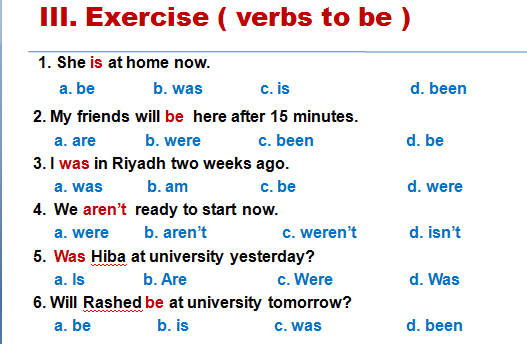 III. Exercise ( verbs to be )
1. She is at home now.
a. be b. was c. is d. been
2. My friends will be here after 15 minutes.
a. are b. were c. been d. be
3. I was in Riyadh two weeks ago.
a. was b. am c. be d. were
4. We aren't ready to start now.
a. were b. aren't c. weren't d. isn't
5. Was Hiba at university yesterday?
a. Is b. Are c. Were d. Was
6. Will Rashed be at university tomorrow?
a. be b. is c. was d. been